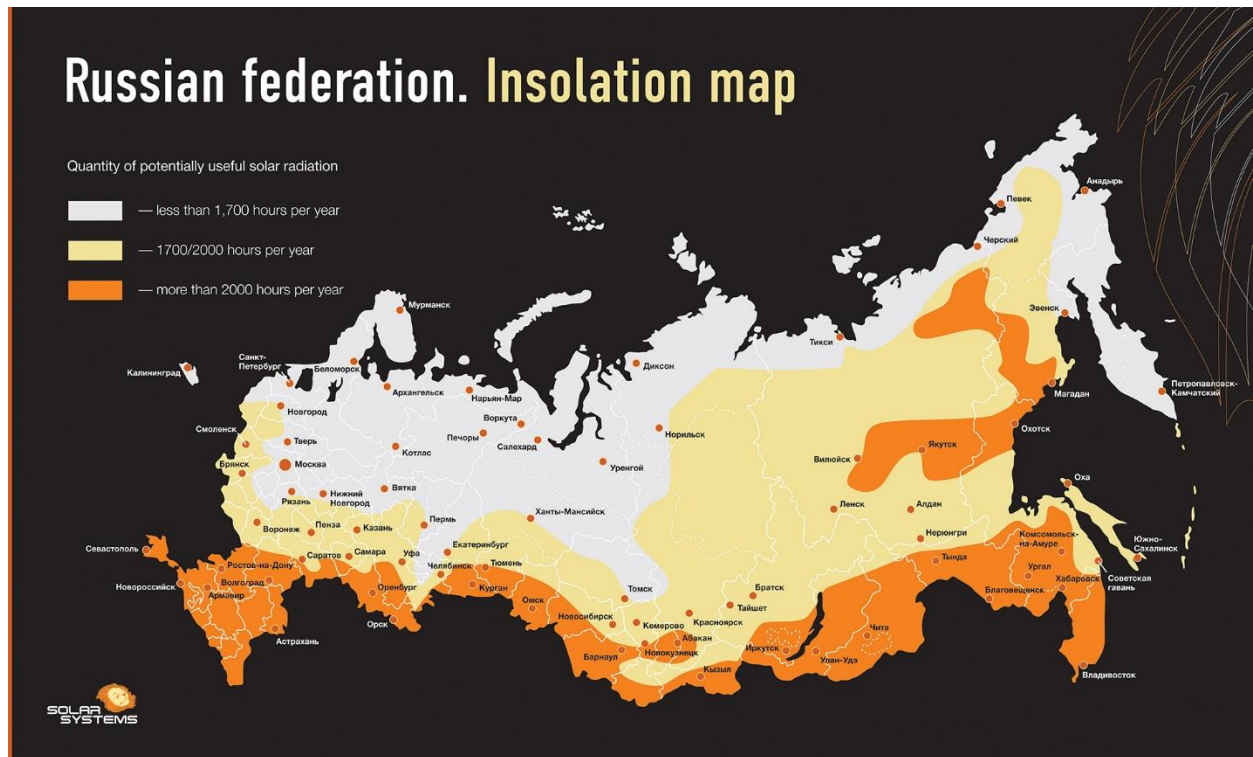 Russian federation. Insolation map
Quantity of potentially useful solar radiation
— less than 1,700 hours per year
— 1700/2000 hours per year
— more than 2000 hours per year
Анадырь
Певек
Черский
Мурманск
Эвенск
Тикси
Санкт-
Петербург
Беломорск
Диксон
Калининград
Архангельск
Нарьян-Мар
Петропавловск-
Камчатский
Магадан
Новгород
Воркута
Смоленск
Печоры
Салехард
Норильск
Охотск
Тверь
Котлас
Якутск
Вилюйск
Москва
Уренгой
Брянск
Оха
Вятка
Рязань
Нижний
Новгород
Ханты-Мансийск
Ленск
Алдан
Пермь
Воронеж
Пенза
Казань
Нерюнгри
Комсомольск-
на-Амуре
Южно-
Сахалинск
Севастополь
Екатеринбург
Саратов
Самара
Уфа
Тында
Ростов-на-Дону
Челябинск
Тюмень
Советская
гавань
Ургал
Новороссийск
Волгоград
Хабаровск
Армавир
Оренбург
Курган
Братск
Томск
Благовещенск
Омск
Тайшет
Новосибирск
Красноярск
Орск
Кемерово
Чита
Астрахань
Абакан
Новокузнецк
Иркутск
Барнаул
Улан-Удэ
Кызыл
Владивосток
SOLAR
SYSTEMS